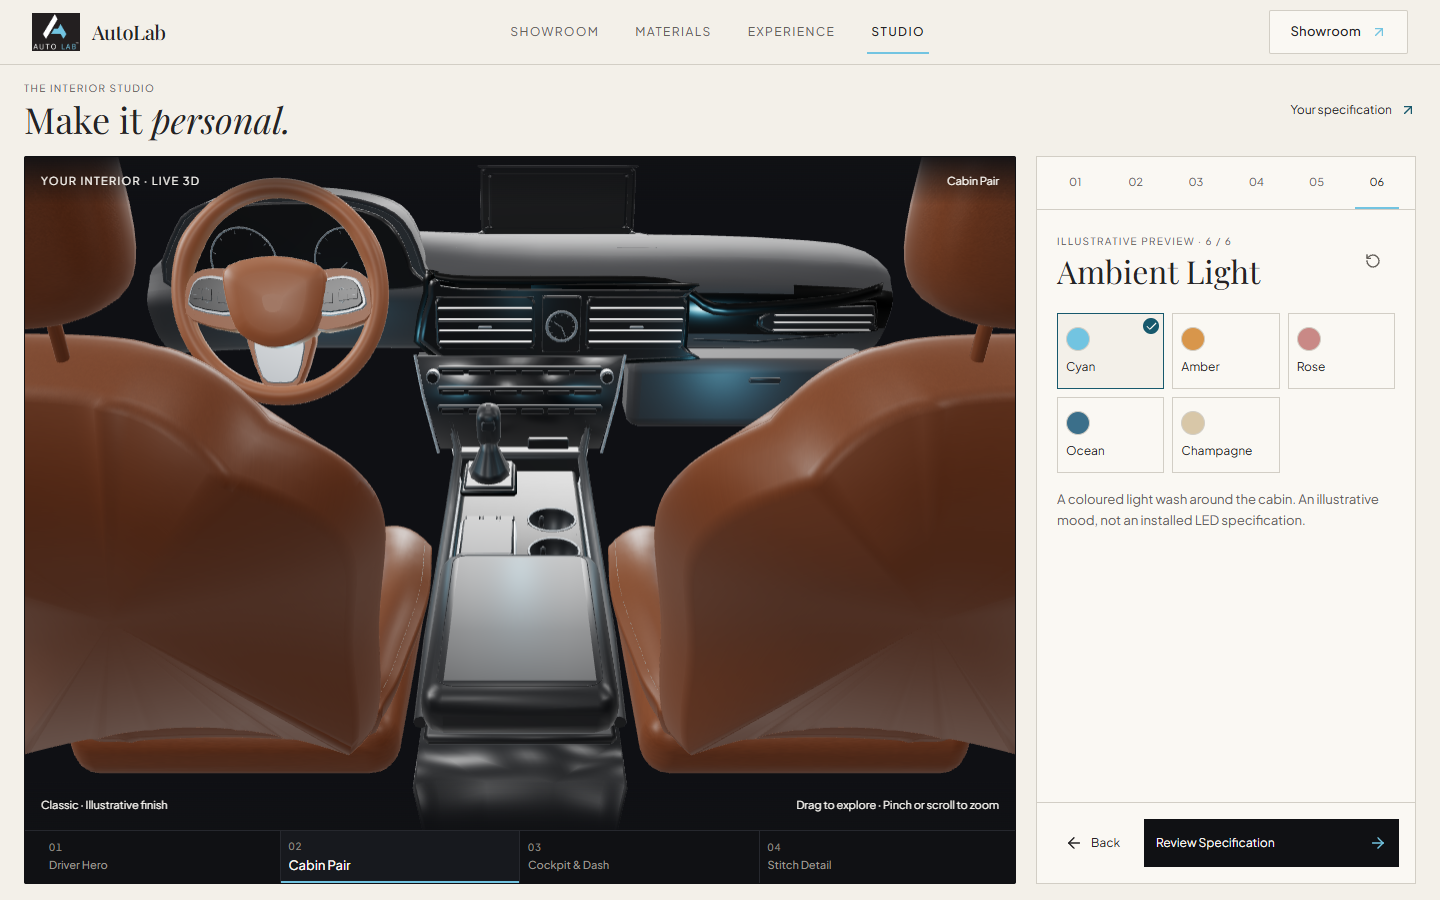 AUTO LAB
AutoLab
SHOWROOM
MATERIALS
EXPERIENCE
STUDIO
Showroom
THE INTERIOR STUDIO
Make it personal.
Your specification
YOUR INTERIOR · LIVE 3D
Cabin Pair
Classic · Illustrative finish
Drag to explore · Pinch or scroll to zoom
01
Driver Hero
02
Cabin Pair
03
Cockpit & Dash
04
Stitch Detail
01
02
03
04
05
06
ILLUSTRATIVE PREVIEW · 6 / 6
Ambient Light
Cyan
Amber
Rose
Ocean
Champagne
A coloured light wash around the cabin. An illustrative
mood, not an installed LED specification.
Back
Review Specification